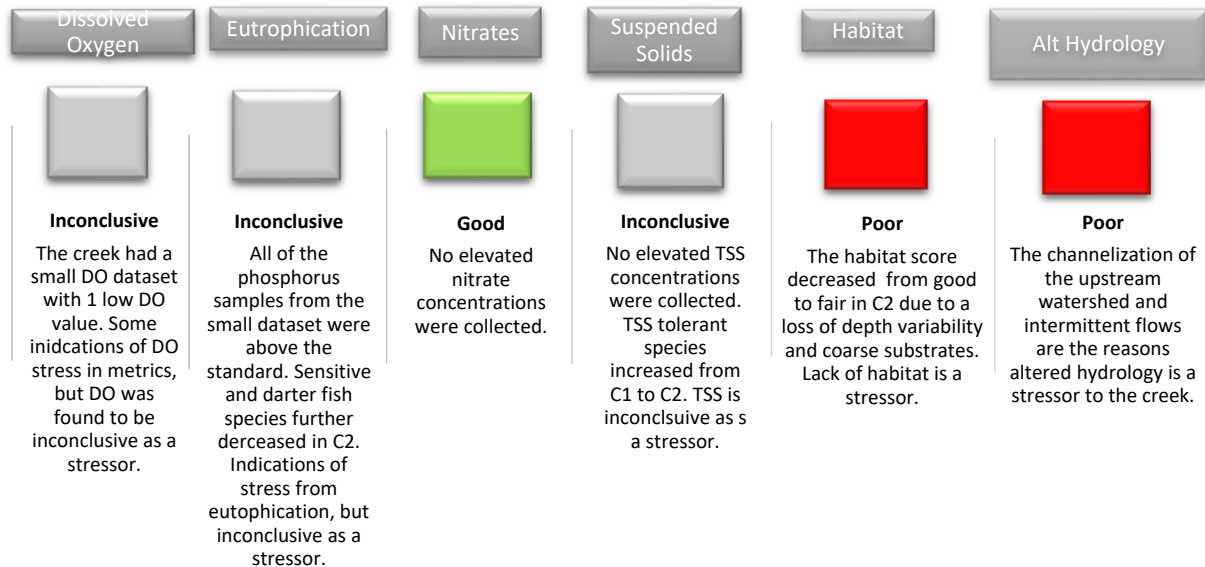 Dissolved
Oxygen
Inconclusive
The creek had a
small DO dataset
with 1 low DO
value. Some
inidcations of DO
stress in metrics,
but DO was
found to be
inconclusive as a
stressor.
Eutrophication
Inconclusive
All of the
phosphorus
samples from the
small dataset were
above the
standard. Sensitive
and darter fish
species further
derceased in C2.
Indications of
stress from
eutophication, but
inconclusive as a
stressor.
Nitrates
Good
No elevated
nitrate
concentrations
were collected.
Suspended
Solids
Inconclusive
No elevated TSS
concentrations
were collected.
TSS tolerant
species
increased from
C1 to C2. TSS is
inconclsuive as s
a stressor.
Habitat
Poor
The habitat score
decreased from good
to fair in C2 due to a
loss of depth variability
and coarse substrates.
Lack of habitat is a
stressor.
Alt Hydrology
Poor
The channelization of
the upstream
watershed and
intermittent flows
are the reasons
altered hydrology is a
stressor to the creek.